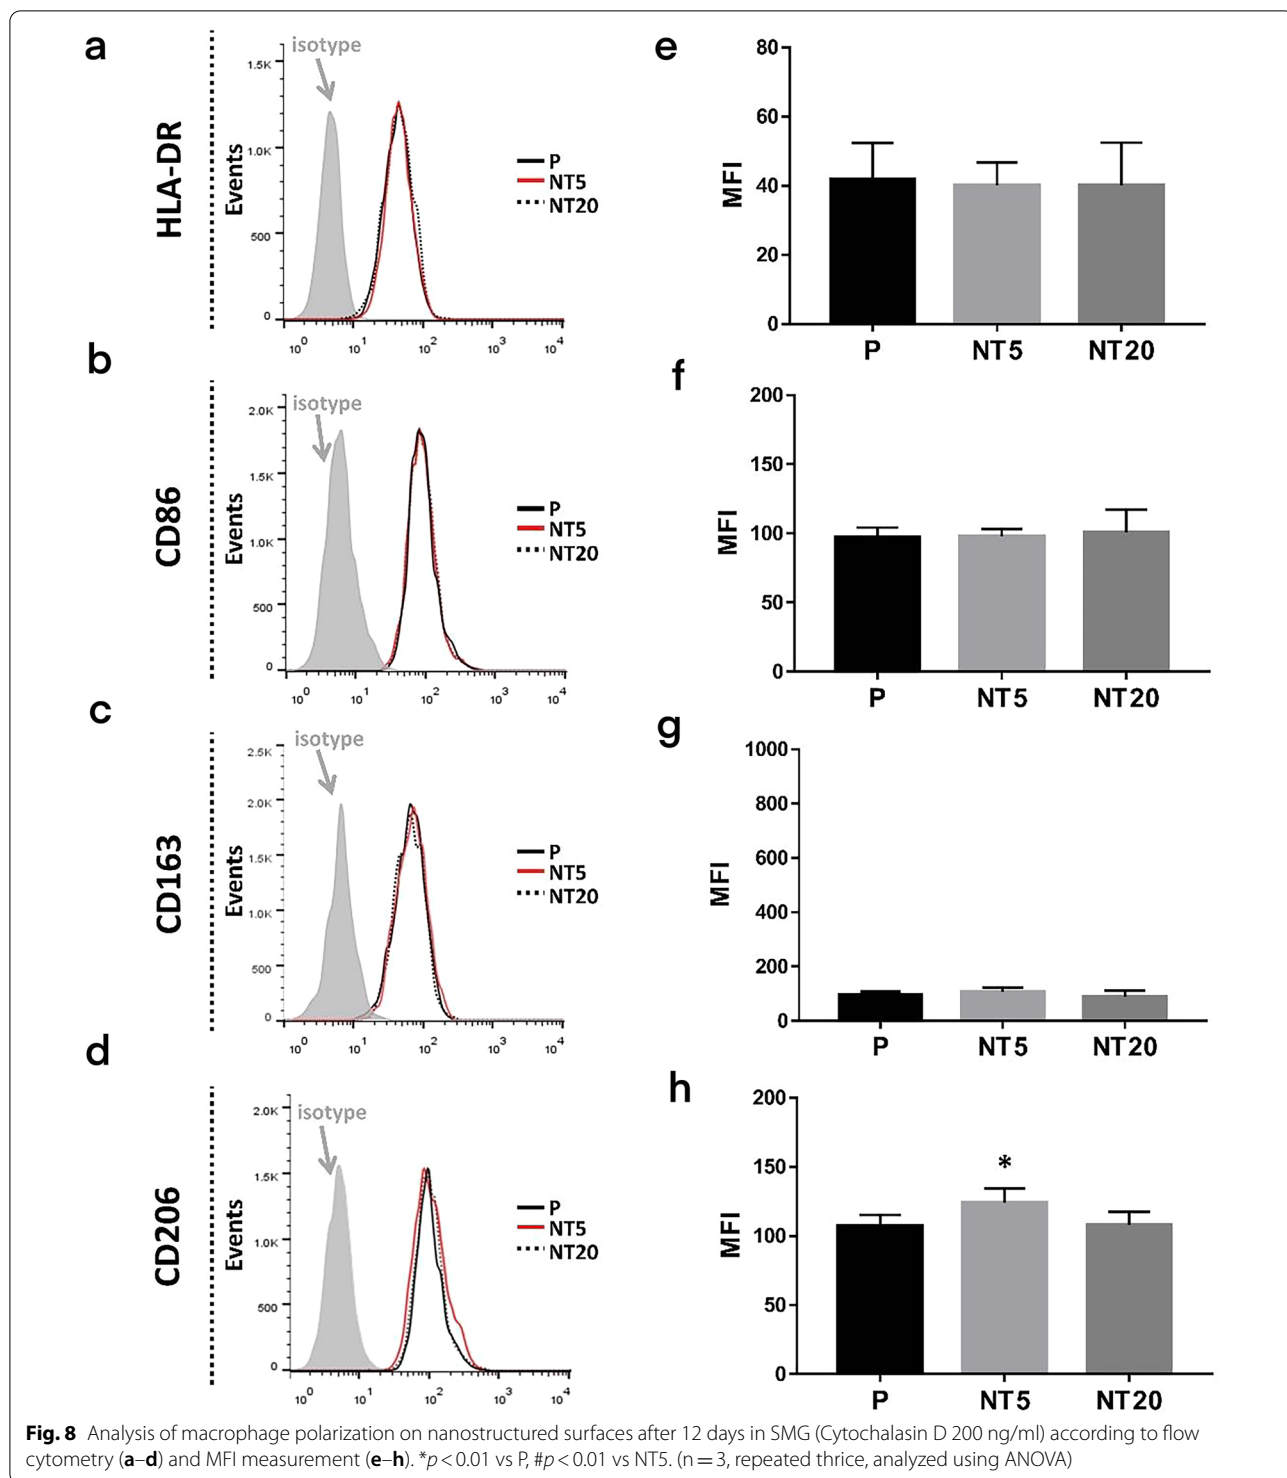 a
HLA-DR
isotype
Events
1.5K
1.0K
500
0
10^0 10^1 10^2 10^3 10^4
P
NT5
NT20
e
MFI
80
60
40
20
0
P NT5 NT20
b
CD86
isotype
Events
2.0K
1.5K
1.0K
500
0
10^0 10^1 10^2 10^3 10^4
P
NT5
NT20
f
MFI
200
150
100
50
0
P NT5 NT20
c
CD163
isotype
Events
2.5K
2.0K
1.5K
1.0K
500
0
10^0 10^1 10^2 10^3 10^4
P
NT5
NT20
g
MFI
1000
800
600
400
200
0
P NT5 NT20
d
CD206
isotype
Events
2.0K
1.5K
1.0K
500
0
10^0 10^1 10^2 10^3 10^4
P
NT5
NT20
h
MFI
200
150
100
50
0
*
P NT5 NT20
Fig. 8 Analysis of macrophage polarization on nanostructured surfaces after 12 days in SMG (Cytochalasin D 200 ng/ml) according to flow
cytometry (a–d) and MFI measurement (e–h). *p < 0.01 vs P, #p < 0.01 vs NT5. (n = 3, repeated thrice, analyzed using ANOVA)